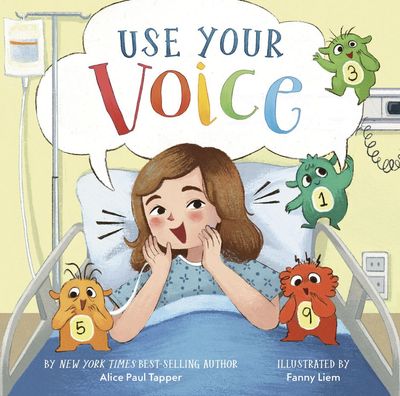 USE YOUR
Voice
3
1
5
9
BY NEW YORK TIMES BEST-SELLING AUTHOR
Alice Paul Tapper
ILLUSTRATED BY
Fanny Liem